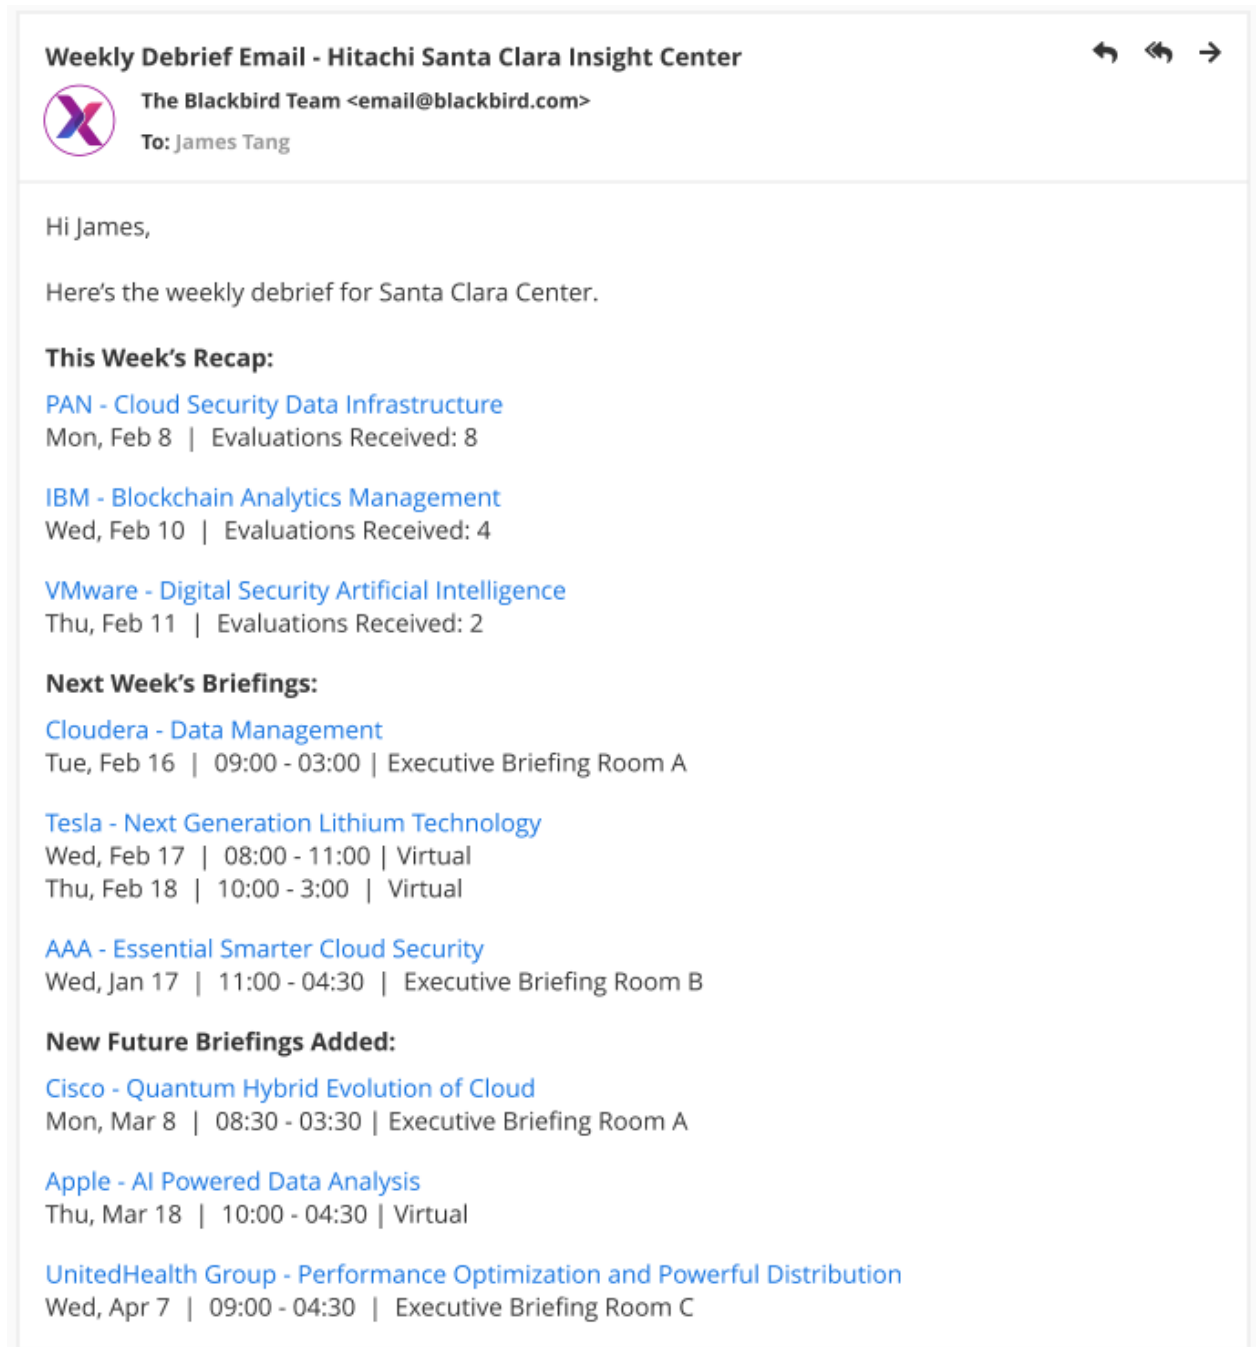 Weekly Debrief Email - Hitachi Santa Clara Insight Center
The Blackbird Team <email@blackbird.com>
To: James Tang
Hi James,
Here’s the weekly debrief for Santa Clara Center.
This Week’s Recap:
PAN - Cloud Security Data Infrastructure
Mon, Feb 8 | Evaluations Received: 8
IBM - Blockchain Analytics Management
Wed, Feb 10 | Evaluations Received: 4
VMware - Digital Security Artificial Intelligence
Thu, Feb 11 | Evaluations Received: 2
Next Week’s Briefings:
Cloudera - Data Management
Tue, Feb 16 | 09:00 - 03:00 | Executive Briefing Room A
Tesla - Next Generation Lithium Technology
Wed, Feb 17 | 08:00 - 11:00 | Virtual
Thu, Feb 18 | 10:00 - 3:00 | Virtual
AAA - Essential Smarter Cloud Security
Wed, Jan 17 | 11:00 - 04:30 | Executive Briefing Room B
New Future Briefings Added:
Cisco - Quantum Hybrid Evolution of Cloud
Mon, Mar 8 | 08:30 - 03:30 | Executive Briefing Room A
Apple - AI Powered Data Analysis
Thu, Mar 18 | 10:00 - 04:30 | Virtual
UnitedHealth Group - Performance Optimization and Powerful Distribution
Wed, Apr 7 | 09:00 - 04:30 | Executive Briefing Room C